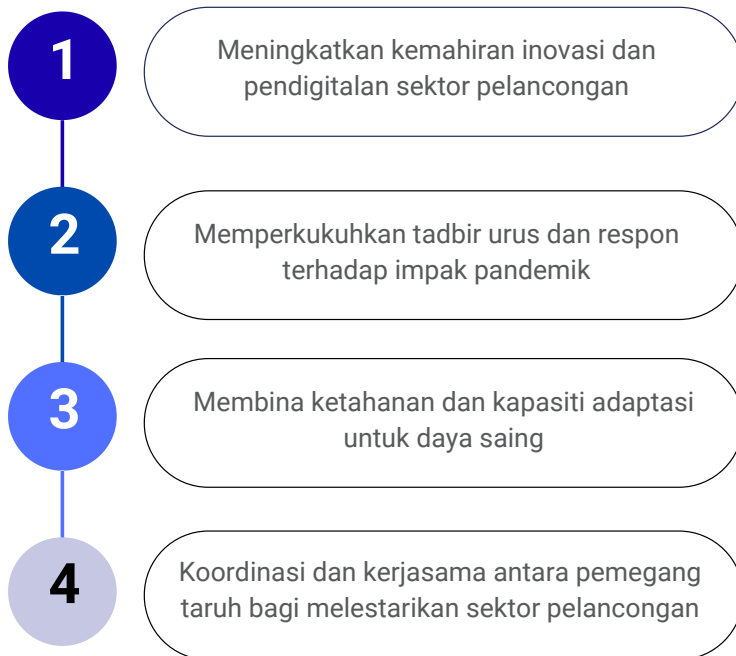 1
Meningkatkan kemahiran inovasi dan
pendigitalan sektor pelancongan
2
Memperkukuhkan tadbir urus dan respon
terhadap impak pandemik
3
Membina ketahanan dan kapasiti adaptasi
untuk daya saing
4
Koordinasi dan kerjasama antara pemegang
taruh bagi melestarikan sektor pelancongan